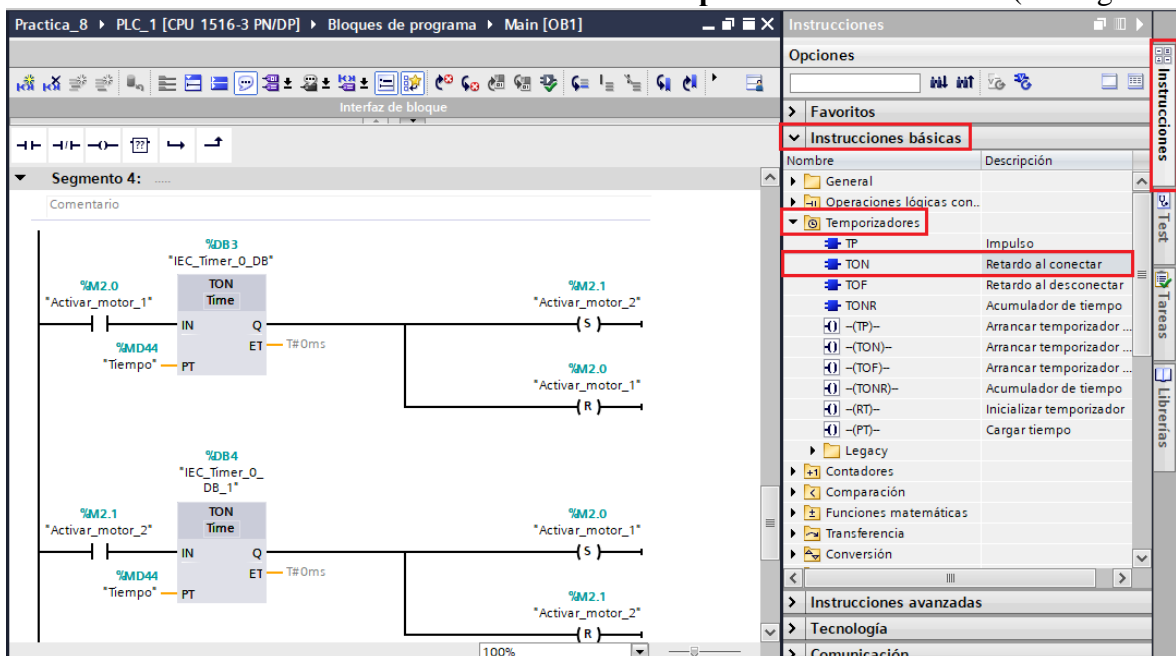 Practica_8 ▸ PLC_1 [CPU 1516-3 PN/DP] ▸ Bloques de programa ▸ Main [OB1]
Interfaz de bloque
Segmento 4: .....
Comentario
%DB3
"IEC_Timer_0_DB"
%M2.0
"Activar_motor_1"
TON
Time
IN
Q
ET
T#0ms
%MD44
"Tiempo"
PT
%M2.1
"Activar_motor_2"
( S )
%M2.0
"Activar_motor_1"
( R )
%DB4
"IEC_Timer_0_
DB_1"
%M2.1
"Activar_motor_2"
TON
Time
IN
Q
ET
T#0ms
%MD44
"Tiempo"
PT
%M2.0
"Activar_motor_1"
( S )
%M2.1
"Activar_motor_2"
( R )
100%
Instrucciones
Opciones
Favoritos
Instrucciones básicas
Nombre Descripción
General
Operaciones lógicas con..
Temporizadores
TP Impulso
TON Retardo al conectar
TOF Retardo al desconectar
TONR Acumulador de tiempo
–(TP)– Arrancar temporizador ...
–(TON)– Arrancar temporizador ...
–(TOF)– Arrancar temporizador ...
–(TONR)– Acumulador de tiempo
–(RT)– Inicializar temporizador
–(PT)– Cargar tiempo
Legacy
Contadores
Comparación
Funciones matemáticas
Transferencia
Conversión
Instrucciones avanzadas
Tecnología
Comunicación
Instrucciones
Test
Tareas
Librerías